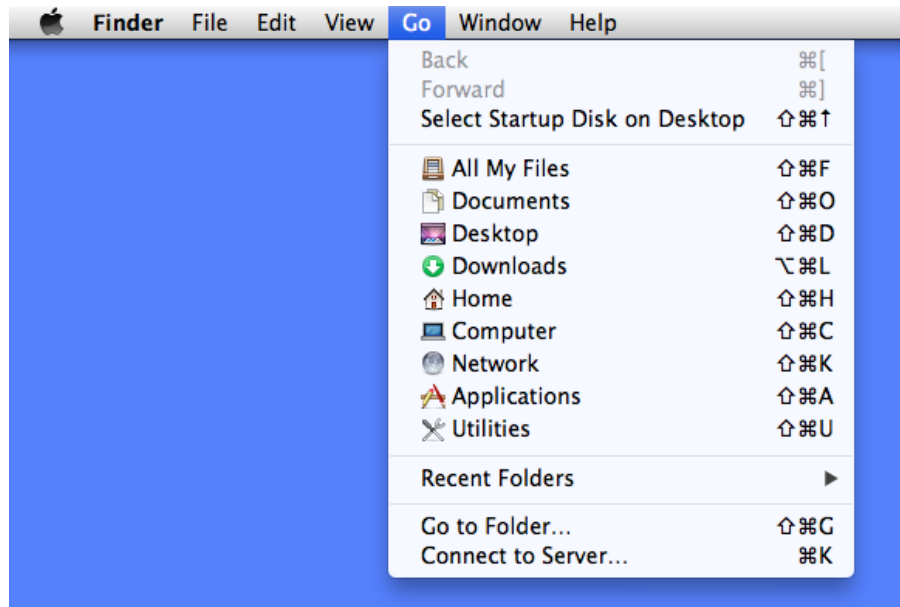 Finder File Edit View Go Window Help
Back ⌘[
Forward ⌘]
Select Startup Disk on Desktop ⇧⌘↑
All My Files ⇧⌘F
Documents ⇧⌘O
Desktop ⇧⌘D
Downloads ⌥⌘L
Home ⇧⌘H
Computer ⇧⌘C
Network ⇧⌘K
Applications ⇧⌘A
Utilities ⇧⌘U
Recent Folders ▶
Go to Folder... ⇧⌘G
Connect to Server... ⌘K